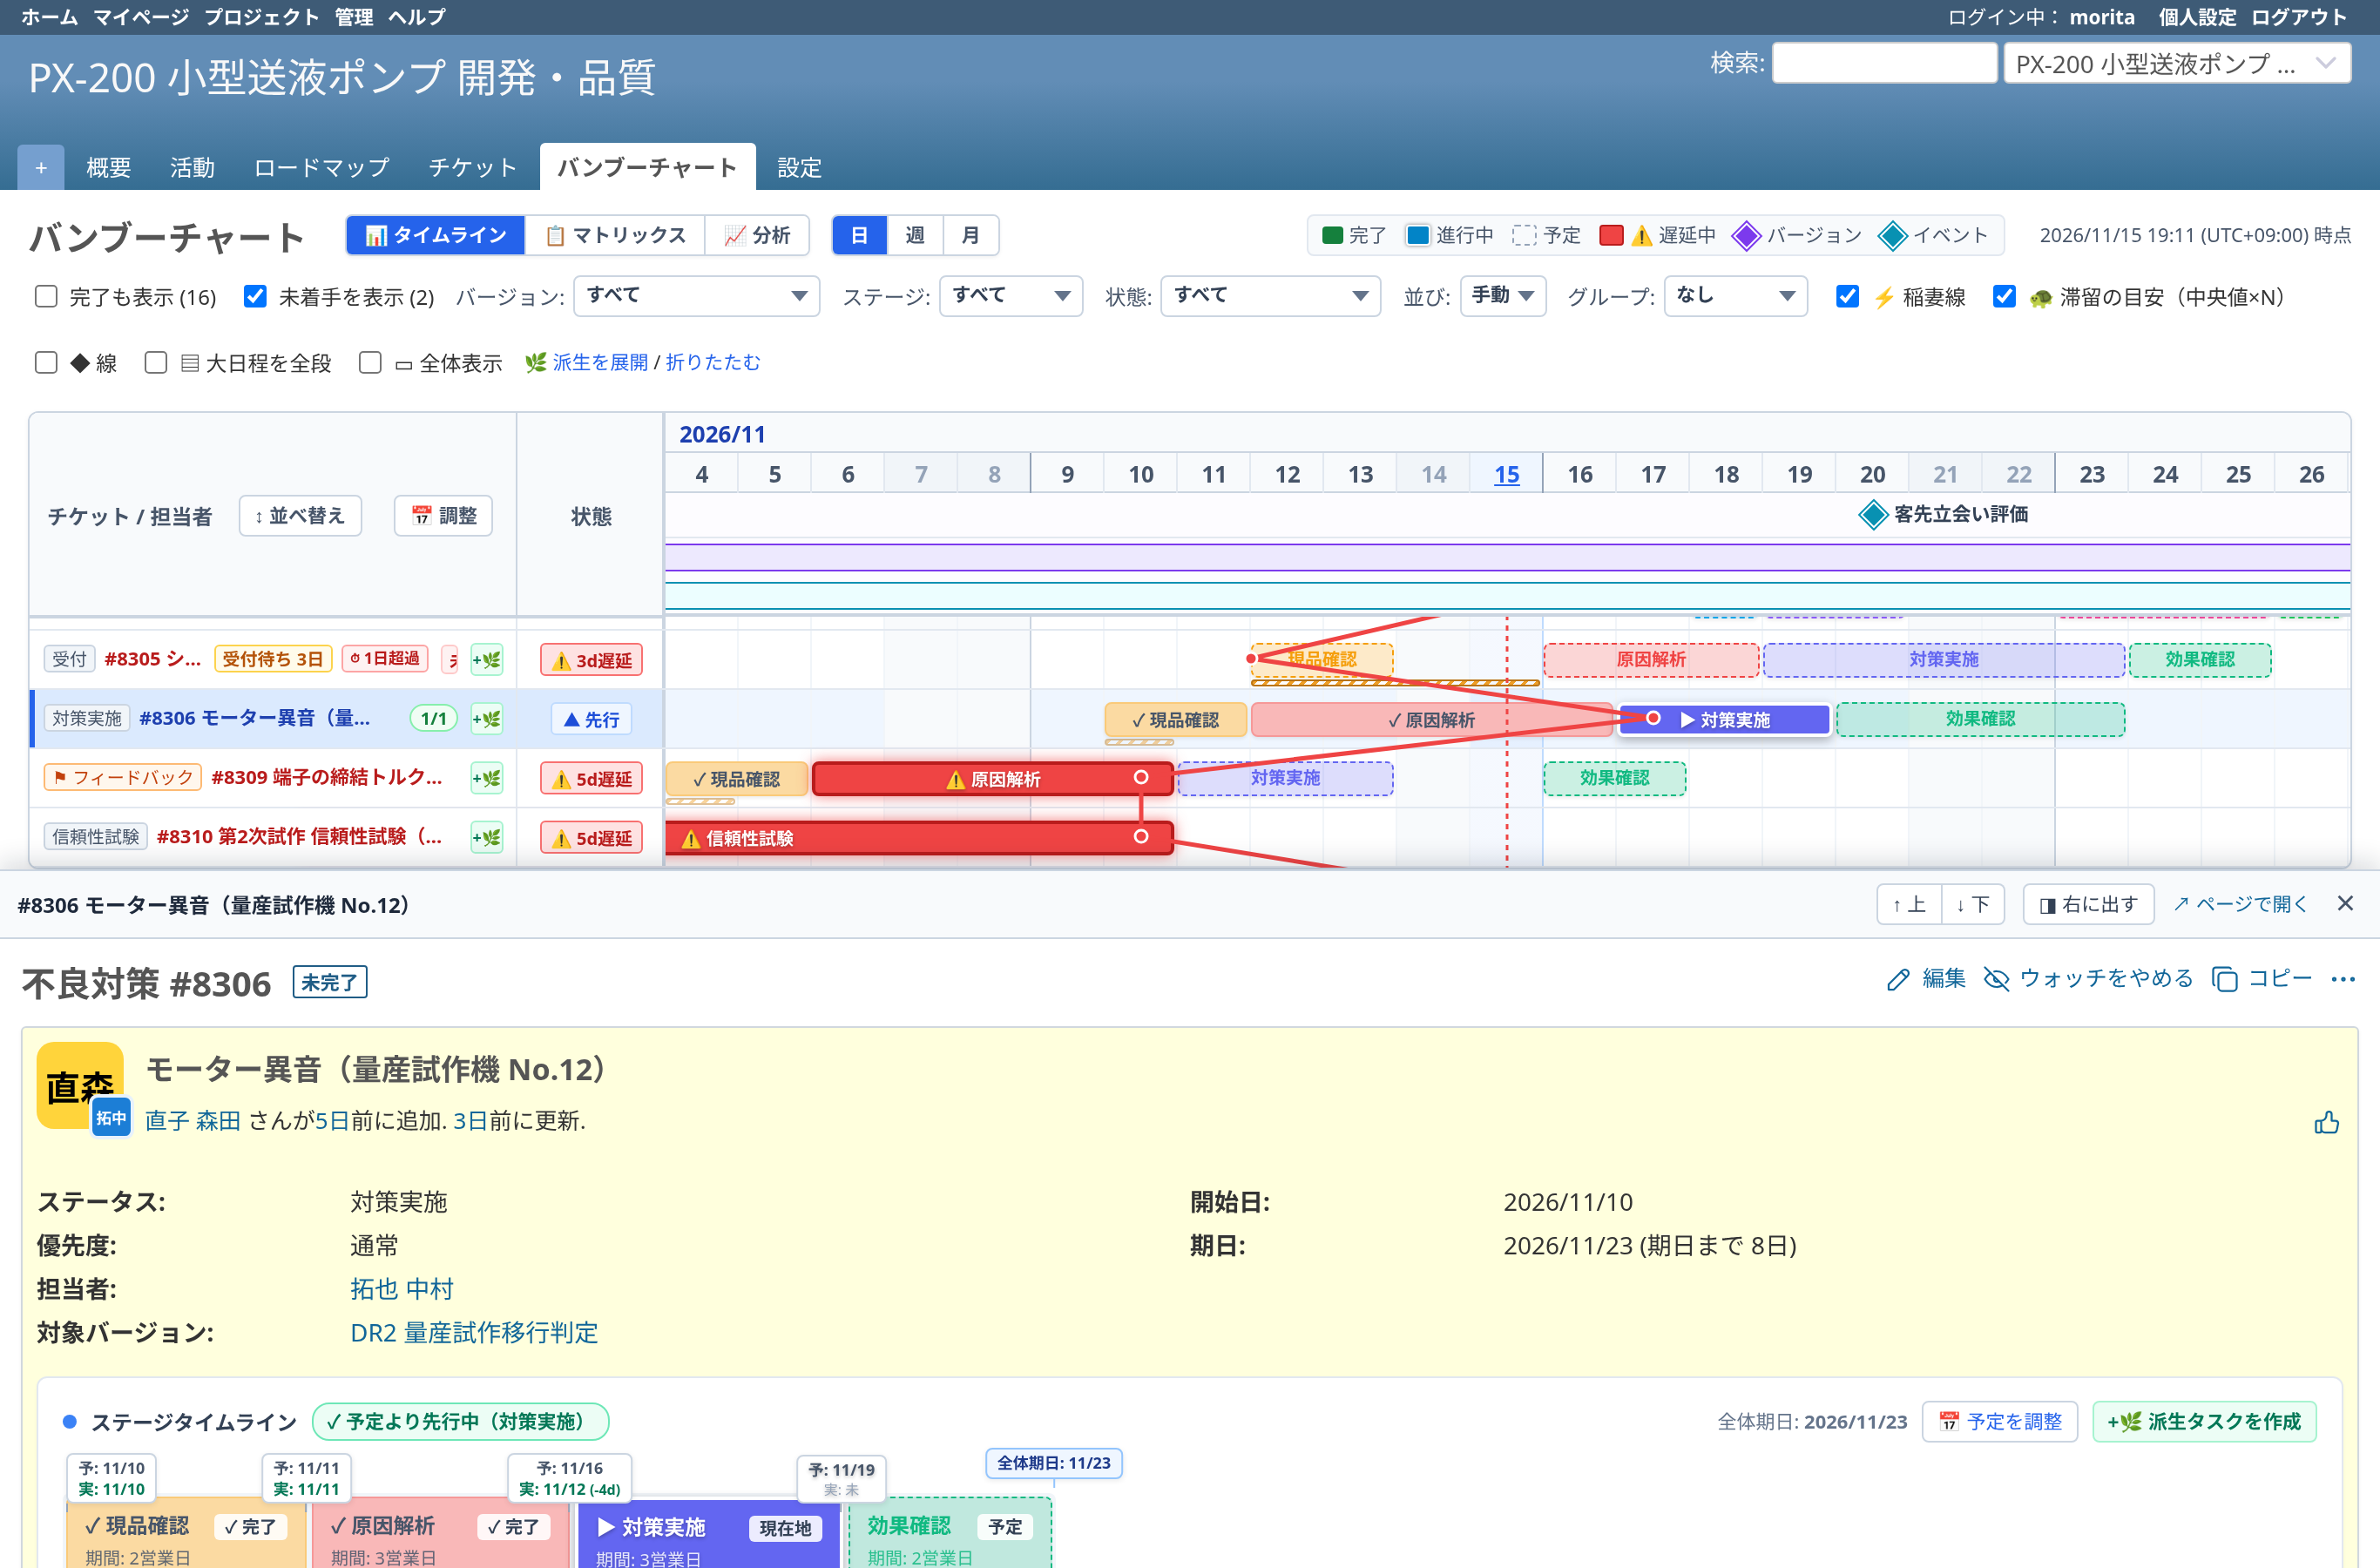 ホーム マイページ プロジェクト 管理 ヘルプ
ログイン中： morita 個人設定 ログアウト
PX-200 小型送液ポンプ 開発・品質
検索: PX-200 小型送液ポンプ ...
+ 概要 活動 ロードマップ チケット バンブーチャート 設定
バンブーチャート 📊 タイムライン 📋 マトリックス 📈 分析 日 週 月
完了 進行中 予定 ⚠️ 遅延中 バージョン イベント
2026/11/15 19:11 (UTC+09:00) 時点
完了も表示 (16) 未着手を表示 (2) バージョン: すべて ステージ: すべて 状態: すべて 並び: 手動 グループ: なし ⚡ 稲妻線 🐢 滞留の目安（中央値×N）
◆ 線 ▤ 大日程を全段 ▭ 全体表示 🌿 派生を展開 / 折りたたむ
2026/11
4 5 6 7 8 9 10 11 12 13 14 15 16 17 18 19 20 21 22 23 24 25 26
チケット / 担当者 ↕ 並べ替え 📅 調整 状態
客先立会い評価
受付 #8305 シ... 受付待ち 3日 ⏱ 1日超過 +🌿 ⚠️ 3d遅延 現品確認 原因解析 対策実施 効果確認
対策実施 #8306 モーター異音（量... 1/1 +🌿 ▲ 先行 ✓ 現品確認 ✓ 原因解析 ▶ 対策実施 効果確認
⚑ フィードバック #8309 端子の締結トルク... +🌿 ⚠️ 5d遅延 ✓ 現品確認 ⚠️ 原因解析 対策実施 効果確認
信頼性試験 #8310 第2次試作 信頼性試験（... +🌿 ⚠️ 5d遅延 ⚠️ 信頼性試験
#8306 モーター異音（量産試作機 No.12） ↑ 上 ↓ 下 ◨ 右に出す ↗ ページで開く ✕
不良対策 #8306 未完了 編集 ウォッチをやめる コピー ...
直森
拓中
モーター異音（量産試作機 No.12）
直子 森田 さんが5日前に追加. 3日前に更新.
ステータス: 対策実施 開始日: 2026/11/10
優先度: 通常 期日: 2026/11/23 (期日まで 8日)
担当者: 拓也 中村
対象バージョン: DR2 量産試作移行判定
ステージタイムライン ✓ 予定より先行中（対策実施） 全体期日: 2026/11/23 📅 予定を調整 +🌿 派生タスクを作成
予: 11/10 予: 11/11 予: 11/16 予: 11/19 全体期日: 11/23
実: 11/10 実: 11/11 実: 11/12 (-4d) 実: 未
✓ 現品確認 ✓ 完了 ✓ 原因解析 ✓ 完了 ▶ 対策実施 現在地 効果確認 予定
期間: 2営業日 期間: 3営業日 期間: 3営業日 期間: 2営業日